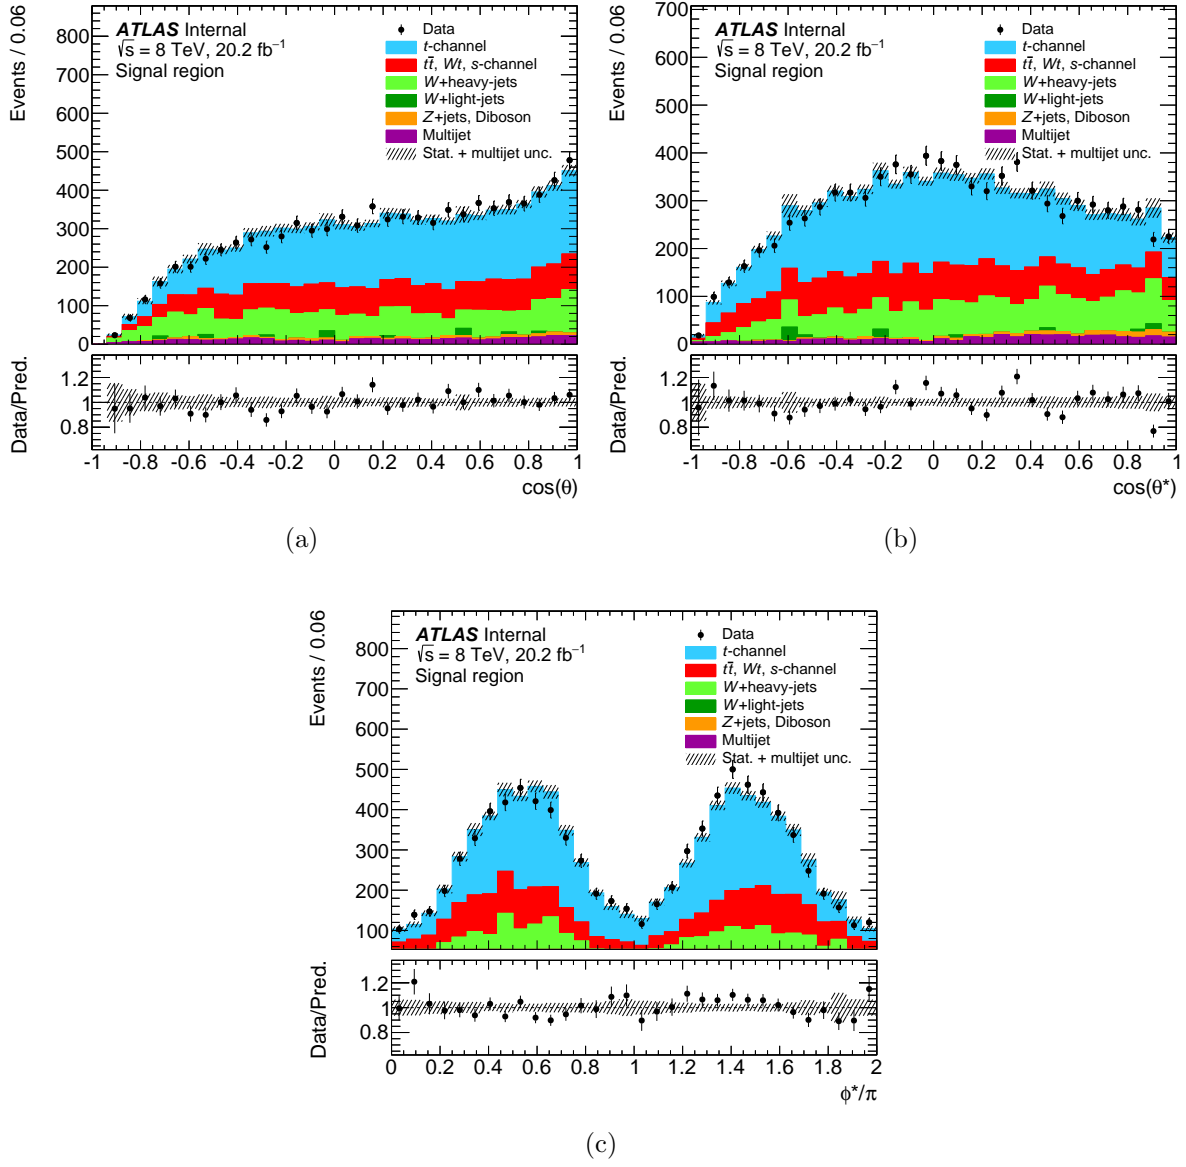 Events / 0.06
800
700
600
500
400
300
200
100
0
ATLAS Internal
√s = 8 TeV, 20.2 fb⁻¹
Signal region
Data
t-channel
tt̄, Wt, s-channel
W+heavy-jets
W+light-jets
Z+jets, Diboson
Multijet
Stat. + multijet unc.
Data/Pred.
1.2
1
0.8
-1 -0.8 -0.6 -0.4 -0.2 0 0.2 0.4 0.6 0.8 1
cos(θ)
(a)
Events / 0.06
700
600
500
400
300
200
100
0
ATLAS Internal
√s = 8 TeV, 20.2 fb⁻¹
Signal region
Data
t-channel
tt̄, Wt, s-channel
W+heavy-jets
W+light-jets
Z+jets, Diboson
Multijet
Stat. + multijet unc.
Data/Pred.
1.2
1
0.8
-1 -0.8 -0.6 -0.4 -0.2 0 0.2 0.4 0.6 0.8 1
cos(θ*)
(b)
Events / 0.06
800
700
600
500
400
300
200
100
ATLAS Internal
√s = 8 TeV, 20.2 fb⁻¹
Signal region
Data
t-channel
tt̄, Wt, s-channel
W+heavy-jets
W+light-jets
Z+jets, Diboson
Multijet
Stat. + multijet unc.
Data/Pred.
1.2
1
0.8
0 0.2 0.4 0.6 0.8 1 1.2 1.4 1.6 1.8 2
ϕ*/π
(c)